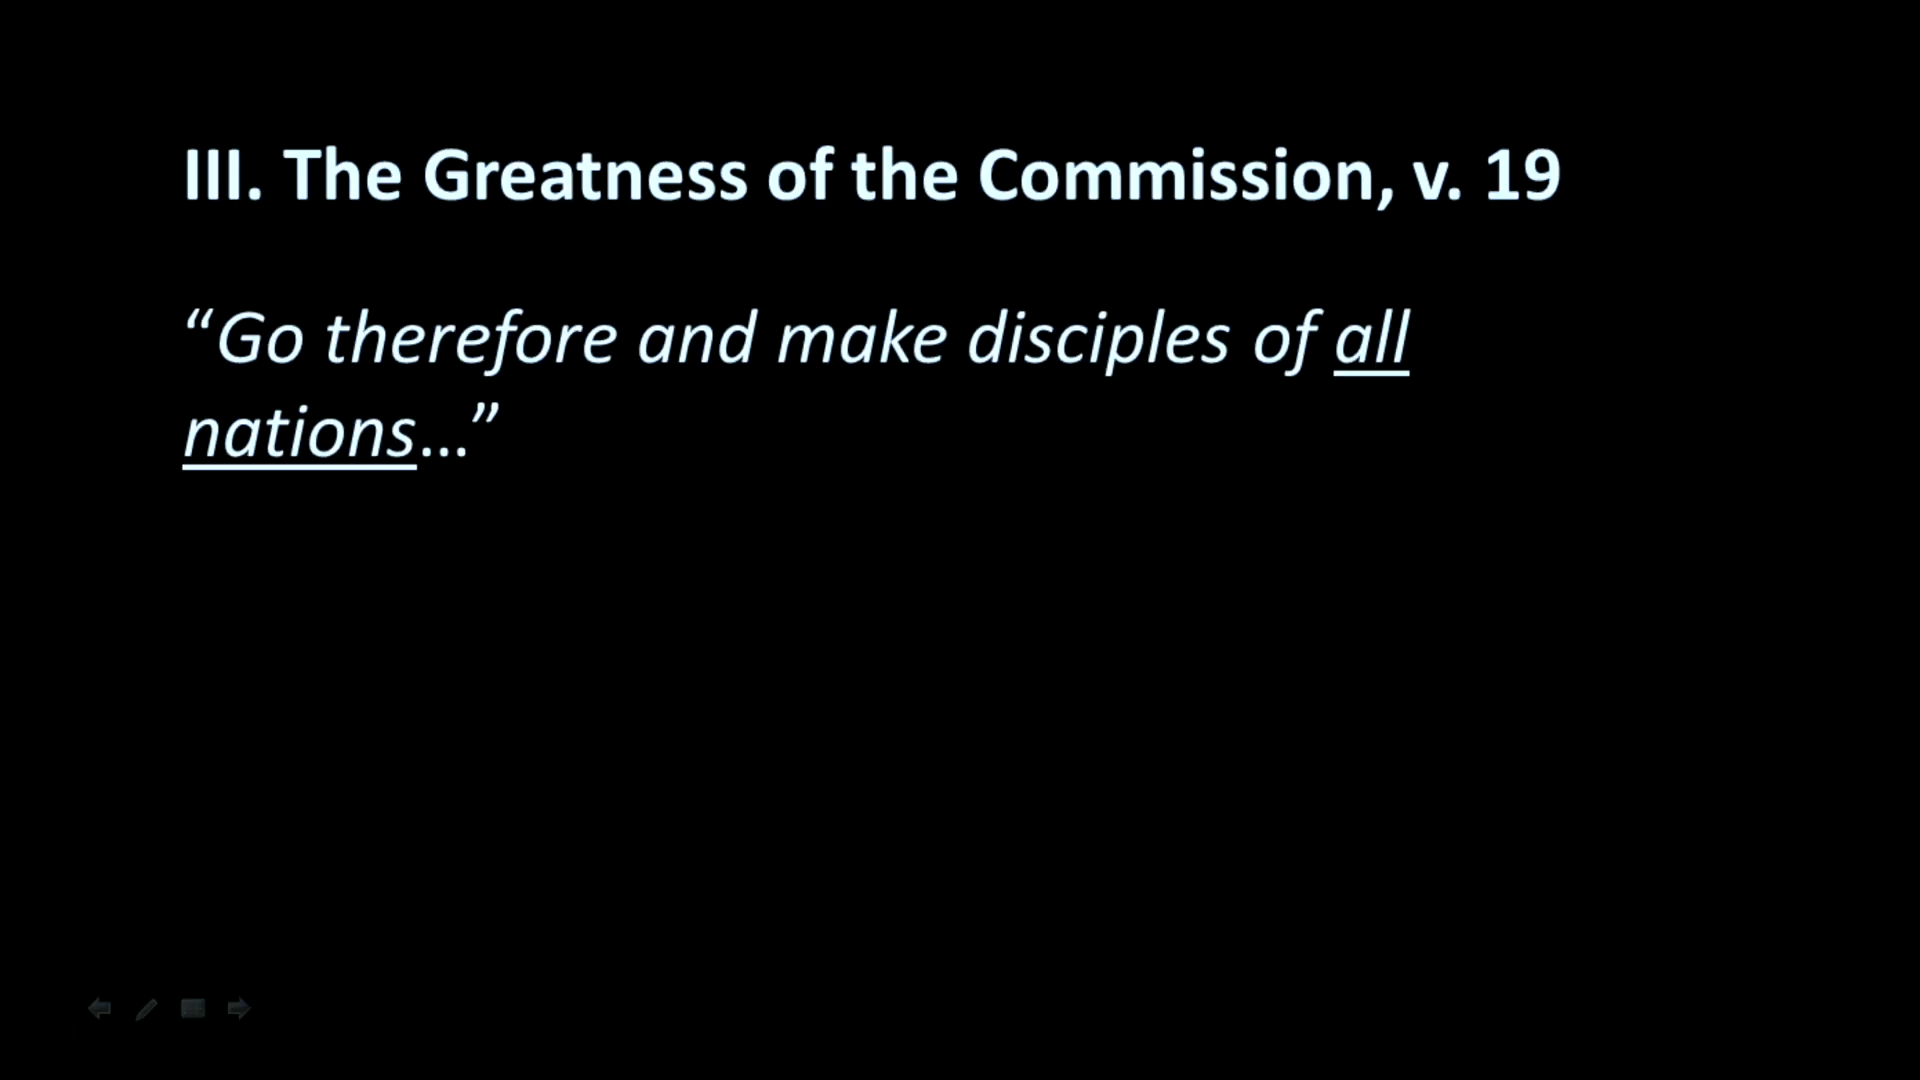 III. The Greatness of the Commission, v. 19
“Go therefore and make disciples of all
nations…”